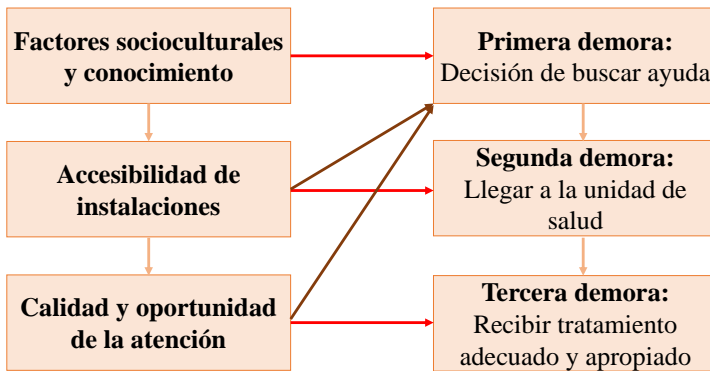 Factores socioculturales
y conocimiento
Primera demora:
Decisión de buscar ayuda
Accesibilidad de
instalaciones
Segunda demora:
Llegar a la unidad de
salud
Calidad y oportunidad
de la atención
Tercera demora:
Recibir tratamiento
adecuado y apropiado